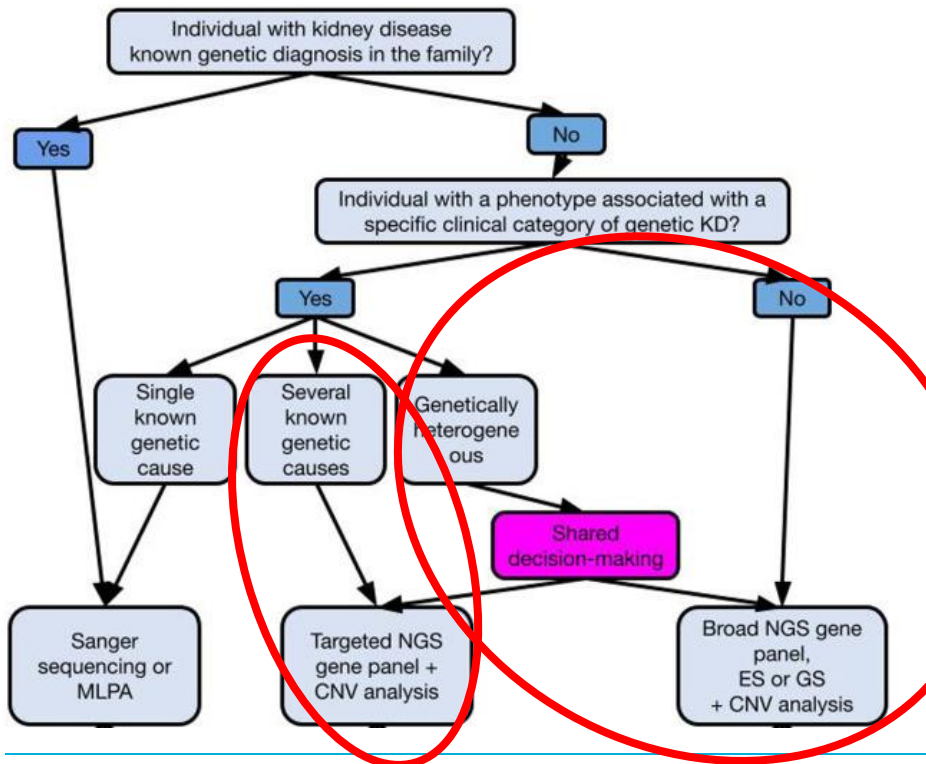 Individual with kidney disease
known genetic diagnosis in the family?
Yes
No
Individual with a phenotype associated with a
specific clinical category of genetic KD?
Yes
No
Single
known
genetic
cause
Several
known
genetic
causes
Genetically
heterogene
ous
Shared
decision-making
Sanger
sequencing or
MLPA
Targeted NGS
gene panel +
CNV analysis
Broad NGS gene
panel,
ES or GS
+ CNV analysis